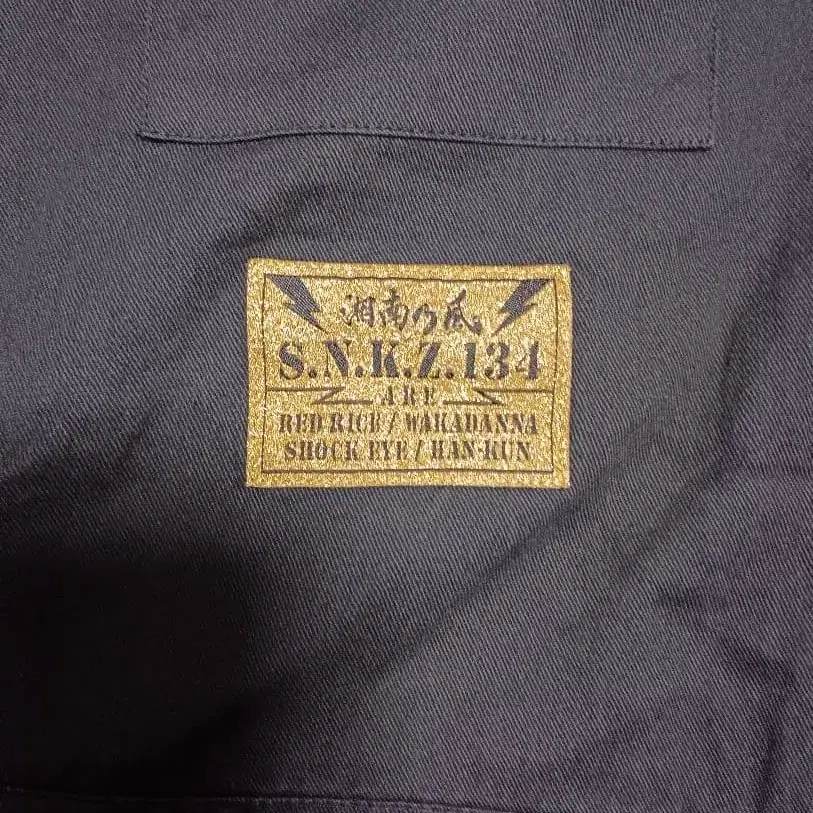 湘南乃風
S.N.K.Z.134
ARE
RED RICE / WAKADANNA
SHOCK EYE / HAN-KUN